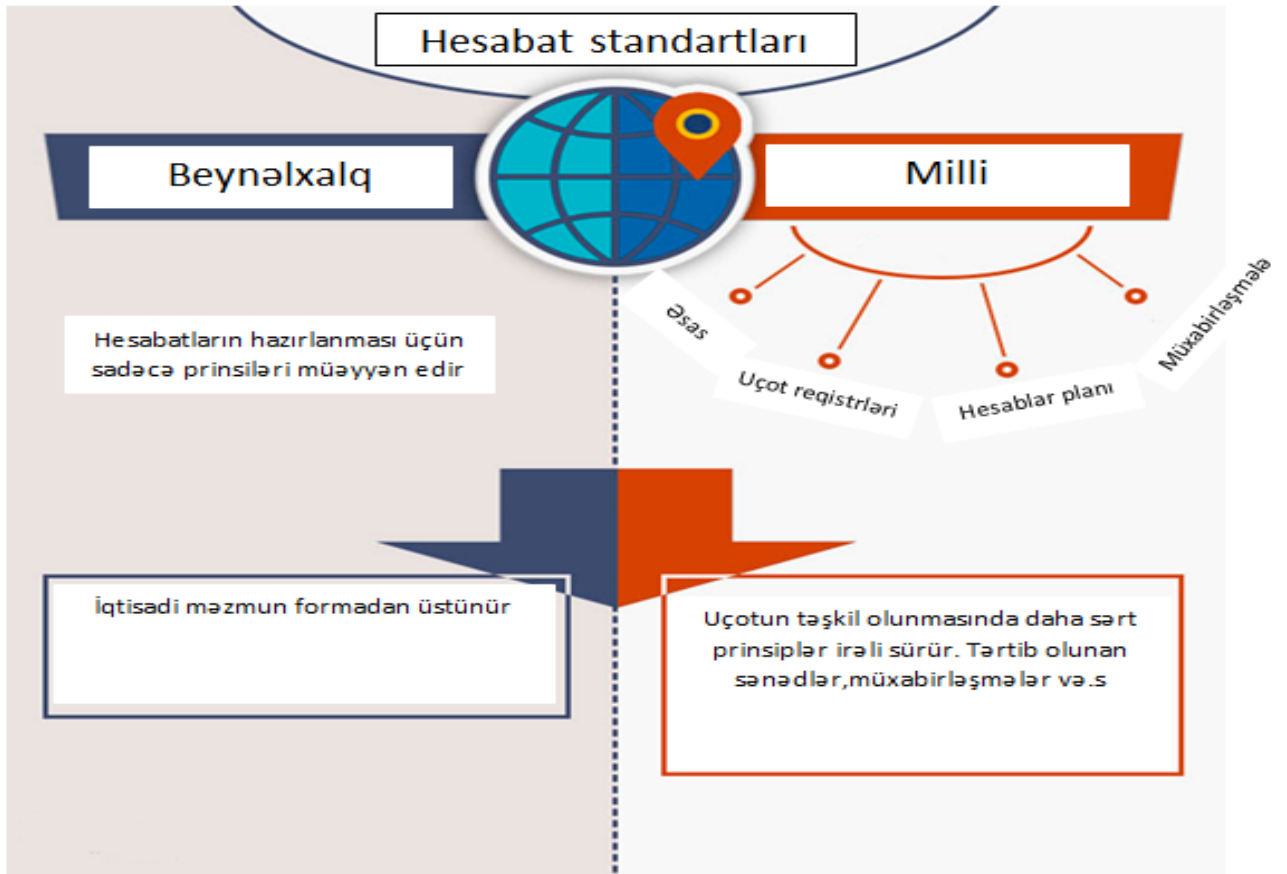 Hesabat standartları
Beynəlxalq
Milli
Hesabatların hazırlanması üçün
sadəcə prinsiləri müəyyən edir
Əsas
Uçot reqistrləri
Hesablar planı
Müxabirləşmələ
İqtisadi məzmun formadan üstünür
Uçotun təşkil olunmasında daha sərt
prinsiplər irəli sürür. Tərtib olunan
sənədlər,müxabirləşmələr və.s